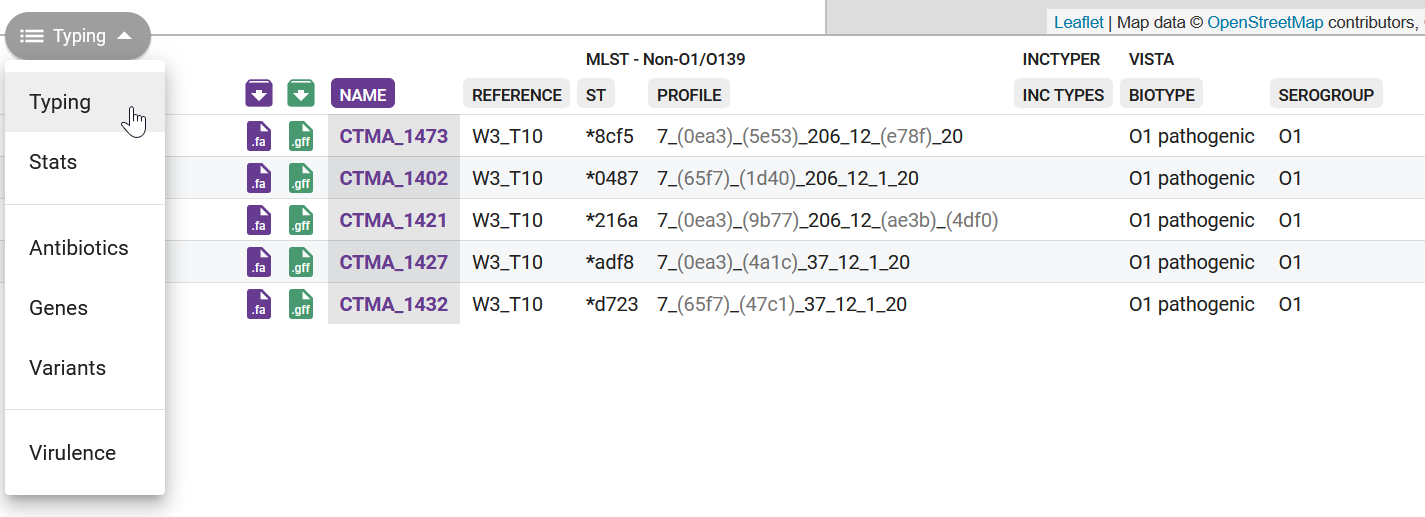 Leaflet | Map data © OpenStreetMap contributors,
Typing
MLST - Non-O1/O139 INCTYPER VISTA
NAME REFERENCE ST PROFILE INC TYPES BIOTYPE SEROGROUP
Typing
Stats
Antibiotics
Genes
Variants
Virulence
.fa .gff CTMA_1473 W3_T10 *8cf5 7_(0ea3)_(5e53)_206_12_(e78f)_20 O1 pathogenic O1
.fa .gff CTMA_1402 W3_T10 *0487 7_(65f7)_(1d40)_206_12_1_20 O1 pathogenic O1
.fa .gff CTMA_1421 W3_T10 *216a 7_(0ea3)_(9b77)_206_12_(ae3b)_(4df0) O1 pathogenic O1
.fa .gff CTMA_1427 W3_T10 *adf8 7_(0ea3)_(4a1c)_37_12_1_20 O1 pathogenic O1
.fa .gff CTMA_1432 W3_T10 *d723 7_(65f7)_(47c1)_37_12_1_20 O1 pathogenic O1